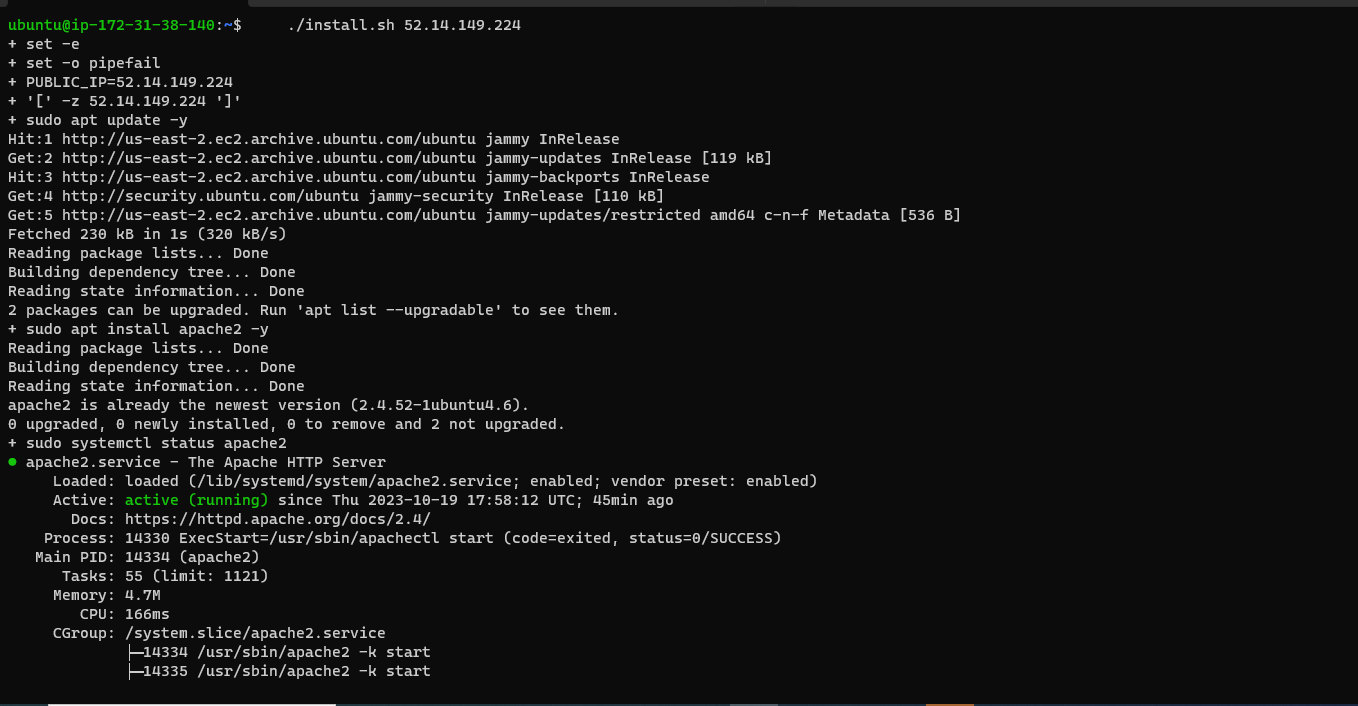 ubuntu@ip-172-31-38-140:~$     ./install.sh 52.14.149.224
+ set -e
+ set -o pipefail
+ PUBLIC_IP=52.14.149.224
+ '[' -z 52.14.149.224 ']'
+ sudo apt update -y
Hit:1 http://us-east-2.ec2.archive.ubuntu.com/ubuntu jammy InRelease
Get:2 http://us-east-2.ec2.archive.ubuntu.com/ubuntu jammy-updates InRelease [119 kB]
Hit:3 http://us-east-2.ec2.archive.ubuntu.com/ubuntu jammy-backports InRelease
Get:4 http://security.ubuntu.com/ubuntu jammy-security InRelease [110 kB]
Get:5 http://us-east-2.ec2.archive.ubuntu.com/ubuntu jammy-updates/restricted amd64 c-n-f Metadata [536 B]
Fetched 230 kB in 1s (320 kB/s)
Reading package lists... Done
Building dependency tree... Done
Reading state information... Done
2 packages can be upgraded. Run 'apt list --upgradable' to see them.
+ sudo apt install apache2 -y
Reading package lists... Done
Building dependency tree... Done
Reading state information... Done
apache2 is already the newest version (2.4.52-1ubuntu4.6).
0 upgraded, 0 newly installed, 0 to remove and 2 not upgraded.
+ sudo systemctl status apache2
● apache2.service - The Apache HTTP Server
     Loaded: loaded (/lib/systemd/system/apache2.service; enabled; vendor preset: enabled)
     Active: active (running) since Thu 2023-10-19 17:58:12 UTC; 45min ago
       Docs: https://httpd.apache.org/docs/2.4/
    Process: 14330 ExecStart=/usr/sbin/apachectl start (code=exited, status=0/SUCCESS)
   Main PID: 14334 (apache2)
      Tasks: 55 (limit: 1121)
     Memory: 4.7M
        CPU: 166ms
     CGroup: /system.slice/apache2.service
             ├─14334 /usr/sbin/apache2 -k start
             ├─14335 /usr/sbin/apache2 -k start